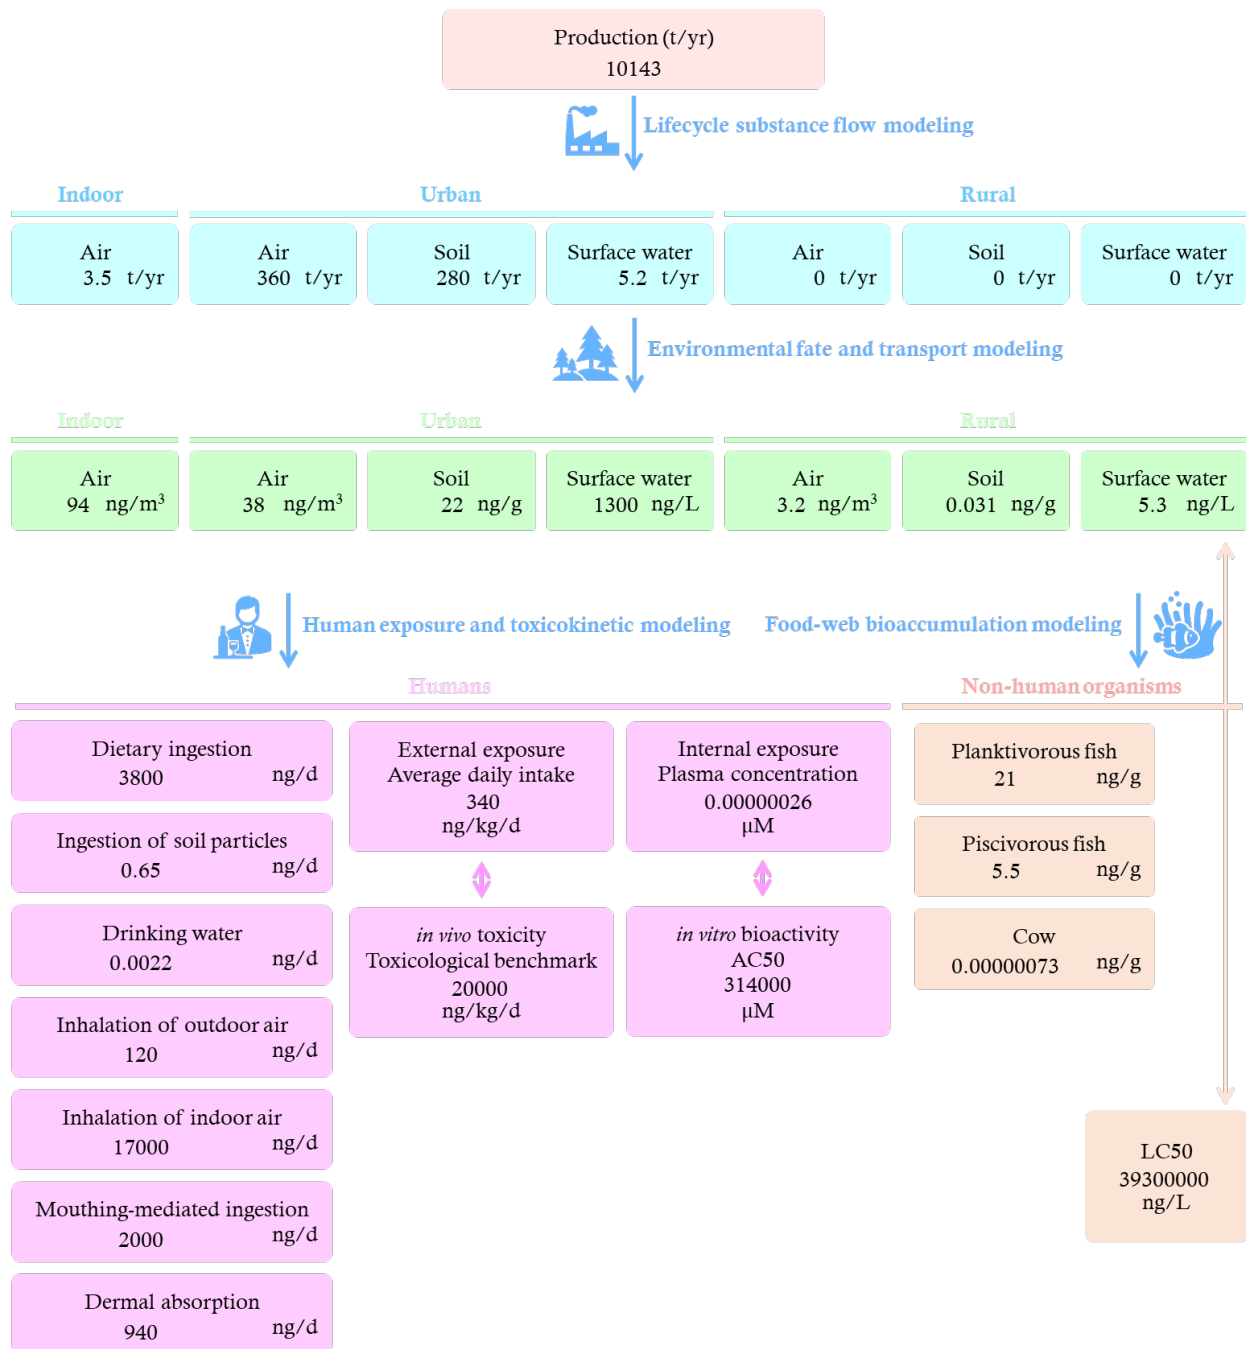 Production (t/yr)
10143
Lifecycle substance flow modeling
Indoor
Urban
Rural
Air
3.5 t/yr
Air
360 t/yr
Soil
280 t/yr
Surface water
5.2 t/yr
Air
0 t/yr
Soil
0 t/yr
Surface water
0 t/yr
Environmental fate and transport modeling
Indoor
Urban
Rural
Air
94 ng/m³
Air
38 ng/m³
Soil
22 ng/g
Surface water
1300 ng/L
Air
3.2 ng/m³
Soil
0.031 ng/g
Surface water
5.3 ng/L
Human exposure and toxicokinetic modeling
Food-web bioaccumulation modeling
Humans
Non-human organisms
Dietary ingestion
3800 ng/d
Ingestion of soil particles
0.65 ng/d
Drinking water
0.0022 ng/d
Inhalation of outdoor air
120 ng/d
Inhalation of indoor air
17000 ng/d
Mouthing-mediated ingestion
2000 ng/d
Dermal absorption
940 ng/d
External exposure
Average daily intake
340
ng/kg/d
in vivo toxicity
Toxicological benchmark
20000
ng/kg/d
Internal exposure
Plasma concentration
0.00000026
μM
in vitro bioactivity
AC50
314000
μM
Planktivorous fish
21 ng/g
Piscivorous fish
5.5 ng/g
Cow
0.00000073 ng/g
LC50
39300000
ng/L